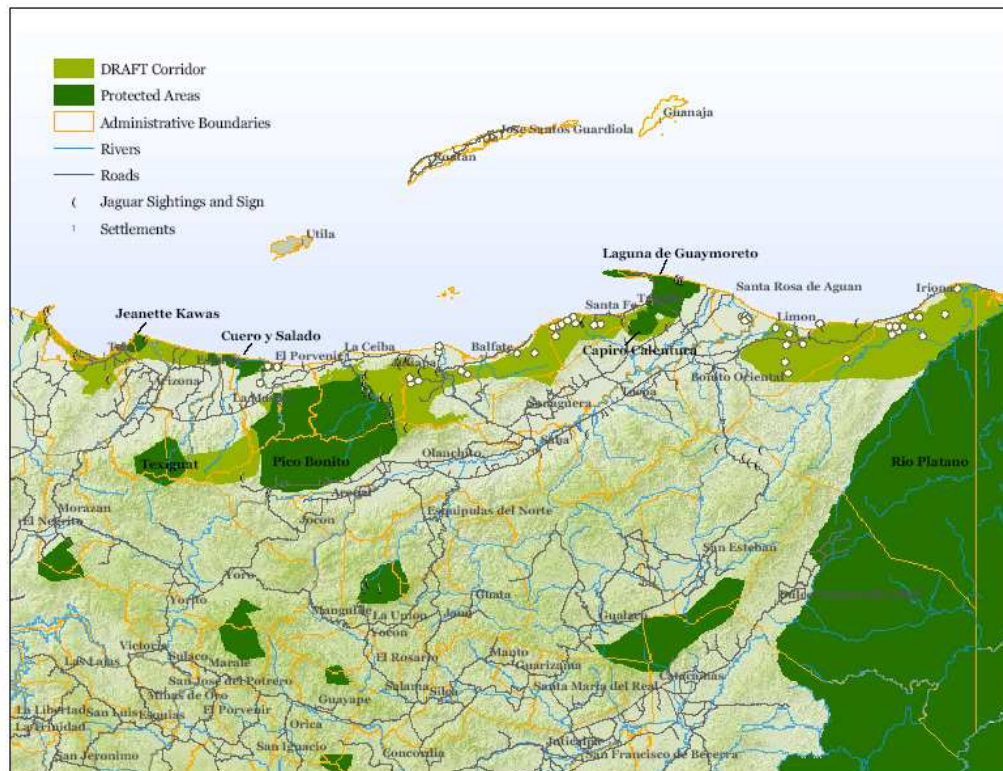 DRAFT Corridor
Protected Areas
Administrative Boundaries
Rivers
Roads
Jaguar Sightings and Sign
Settlements
Guanaja
Jose Santos Guardiola
Roatan
Utila
Laguna de Guaymoreto
Santa Rosa de Aguan
Iriona
Jeanette Kawas
Santa Fe
Limon
Cuero y Salado
La Ceiba
Tela
El Porvenir
Balfate
Capiro Calentura
Arizona
Bonito Oriental
Sonaguera
Saba
Texiguat
Pico Bonito
Olanchito
Rio Platano
Arenal
Morazan
Esquipulas del Norte
El Negrito
Jocon
San Esteban
Yoro
Yorito
Guata
Mangulile
La Union
Jano
Gualaco
Yocon
Victoria
Sulaco
El Rosario
Manto
Las Lajas
Marale
Guarizama
San Jose del Potrero
Salama
Silca
Santa Maria del Real
Catacamas
Minas de Oro
Guayape
La Libertad
San Luis
Esquias
El Porvenir
La Trinidad
Orica
San Ignacio
Juticalpa
San Jeronimo
Concordia
San Francisco de Becerra